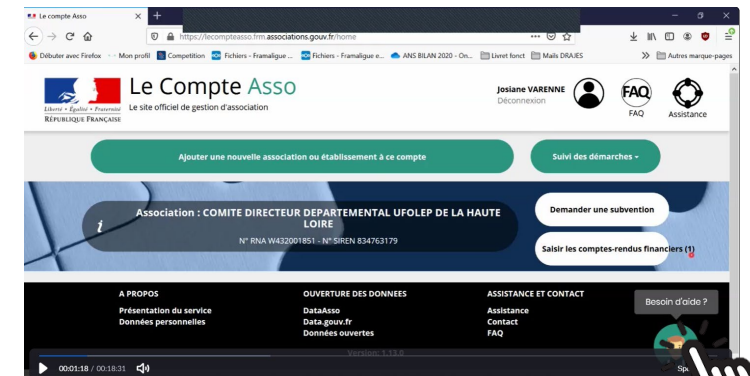 Le compte Asso
https://lecompteasso.frm.associations.gouv.fr/home
Débuter avec Firefox
Mon profil
Competition
Fichiers - Framaligue ...
Fichiers - Framaligue e...
ANS BILAN 2020 - On...
Livret fonct
Mails DRAJES
Autres marque-pages
Liberté • Égalité • Fraternité
RÉPUBLIQUE FRANÇAISE
Le Compte Asso
Le site officiel de gestion d'association
Josiane VARENNE
Déconnexion
FAQ
FAQ
Assistance
Ajouter une nouvelle association ou établissement à ce compte
Suivi des démarches
i
Association : COMITE DIRECTEUR DEPARTEMENTAL UFOLEP DE LA HAUTE
LOIRE
N° RNA W432001851 - N° SIREN 834763179
Demander une subvention
Saisir les comptes-rendus financiers (1)
A PROPOS
Présentation du service
Données personnelles
OUVERTURE DES DONNEES
DataAsso
Data.gouv.fr
Données ouvertes
ASSISTANCE ET CONTACT
Assistance
Contact
FAQ
Besoin d'aide ?
Version: 1.13.0
00:01:18 / 00:18:31